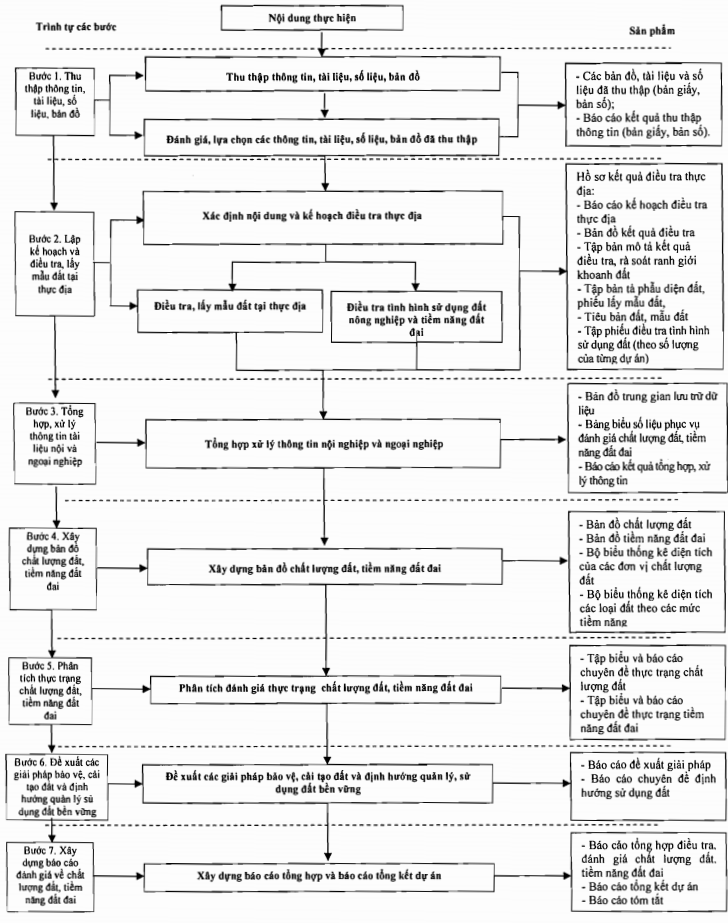 Trình tự các bước
Nội dung thực hiện
Sản phẩm
Bước 1. Thu
thập thông tin,
tài liệu, số
liệu, bản đồ
Thu thập thông tin, tài liệu, số liệu, bản đồ
Đánh giá, lựa chọn các thông tin, tài liệu, số liệu, bản đồ đã thu thập
- Các bản đồ, tài liệu và số
liệu đã thu thập (bản giấy,
bản số);
- Báo cáo kết quả thu thập
thông tin (bản giấy, bản số).
Bước 2. Lập
kế hoạch và
điều tra, lấy
mẫu đất tại
thực địa
Xác định nội dung và kế hoạch điều tra thực địa
Điều tra, lấy mẫu đất tại thực địa
Điều tra tình hình sử dụng đất
nông nghiệp và tiềm năng đất
đai
Hồ sơ kết quả điều tra thực
địa:
- Báo cáo kế hoạch điều tra
thực địa
- Bản đồ kết quả điều tra
- Tập bản mô tả kết quả
điều tra, rà soát ranh giới
khoanh đất
- Tập bản tả phẫu diện đất,
phiếu lấy mẫu đất,
- Tiêu bản đất, mẫu đất
- Tập phiếu điều tra tình hình
sử dụng đất (theo số lượng
của từng dự án)
Bước 3. Tổng
hợp, xử lý
thông tin tài
liệu nội và
ngoại nghiệp
Tổng hợp xử lý thông tin nội nghiệp và ngoại nghiệp
- Bản đồ trung gian lưu trữ dữ
liệu
- Bảng biểu số liệu phục vụ
đánh giá chất lượng đất, tiềm
năng đất đai
- Báo cáo kết quả tổng hợp, xử
lý thông tin
Bước 4. Xây
dựng bản đồ
chất lượng đất,
tiềm năng đất
đai
Xây dựng bản đồ chất lượng đất, tiềm năng đất đai
- Bản đồ chất lượng đất
- Bản đồ tiềm năng đất đai
- Bộ biểu thống kê diện tích
của các đơn vị chất lượng
đất
- Bộ biểu thống kê diện tích
các loại đất theo các mức
tiềm năng
Bước 5. Phân
tích thực trạng
chất lượng đất,
tiềm năng đất
đai
Phân tích đánh giá thực trạng chất lượng đất, tiềm năng đất đai
- Tập biểu và báo cáo
chuyên đề thực trạng chất
lượng đất
- Tập biểu và báo cáo
chuyên đề thực trạng tiềm
năng đất đai
Bước 6. Đề xuất các
giải pháp bảo vệ, cải
tạo đất và định
hướng quản lý sử
dụng đất bền vững
Đề xuất các giải pháp bảo vệ, cải tạo đất và định hướng quản lý, sử
dụng đất bền vững
- Báo cáo đề xuất giải pháp
- Báo cáo chuyên đề định
hướng sử dụng đất
Bước 7. Xây
dựng báo cáo
đánh giá về chất
lượng đất, tiềm
năng đất đai
Xây dựng báo cáo tổng hợp và báo cáo tổng kết dự án
- Báo cáo tổng hợp điều tra,
đánh giá chất lượng đất.
tiềm năng đất đai
- Báo cáo tổng kết dự án
- Báo cáo tóm tắt